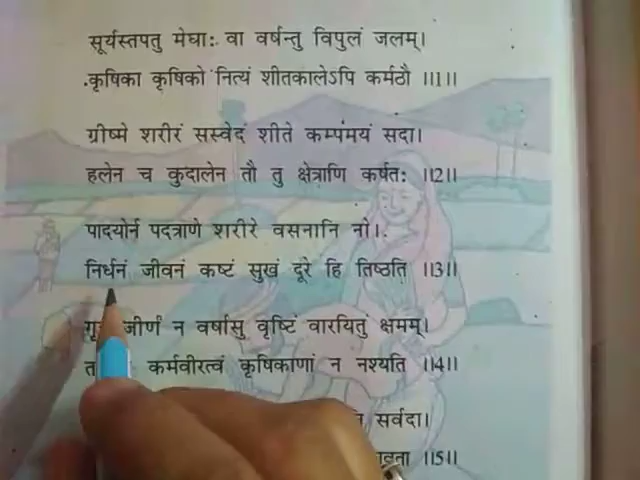 सूर्यस्तपतु मेघाः वा वर्षन्तु विपुलं जलम्।
कृषिका कृषिको नित्यं शीतकालेऽपि कर्मठौ ॥1॥
ग्रीष्मे शरीरं सस्वेदं शीते कम्पमयं सदा।
हलेन च कुदालेन तौ तु क्षेत्राणि कर्षतः ॥2॥
पादयोर्न पदत्राणे शरीरे वसनानि नो।
निर्धनं जीवनं कष्टं सुखं दूरे हि तिष्ठति ॥3॥
जीर्णं न वर्षासु वृष्टिं वारयितुं क्षमम्।
कर्मवीरत्वं कृषिकाणां न नश्यति ॥4॥
सर्वदा।
॥5॥